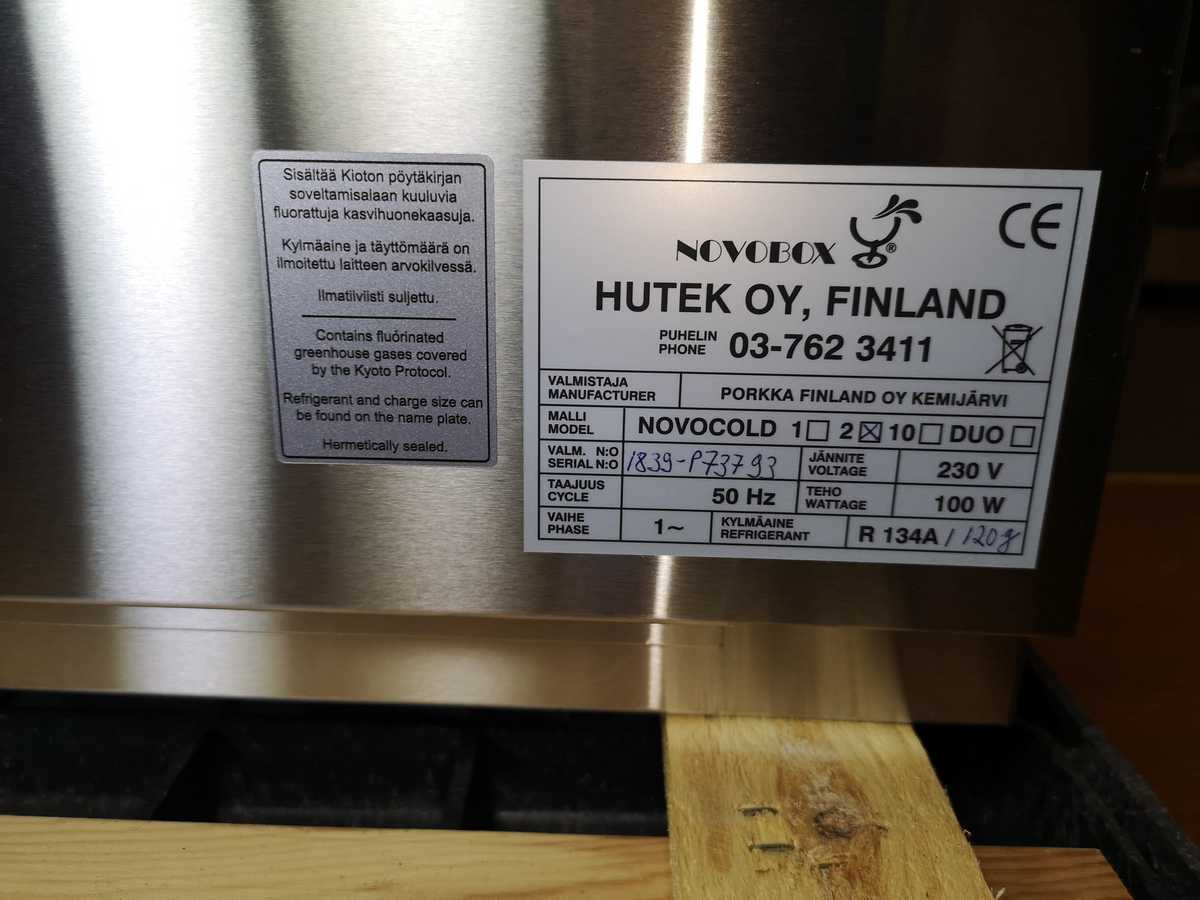 Sisältää Kioton pöytäkirjan
soveltamisalaan kuuluvia
fluorattuja kasvihuonekaasuja.
Kylmäaine ja täyttömäärä on
ilmoitettu laitteen arvokilvessä.
Ilmatiiviisti suljettu.
Contains fluorinated
greenhouse gases covered
by the Kyoto Protocol.
Refrigerant and charge size can
be found on the name plate.
Hermetically sealed.
NOVOBOX ®
CE
HUTEK OY, FINLAND
PUHELIN
PHONE 03-762 3411
VALMISTAJA
MANUFACTURER PORKKA FINLAND OY KEMIJÄRVI
MALLI
MODEL NOVOCOLD 1☐ 2☒ 10☐ DUO☐
VALM. N:O
SERIAL N:O 1839-P73793
JÄNNITE
VOLTAGE 230 V
TAAJUUS
CYCLE 50 Hz
TEHO
WATTAGE 100 W
VAIHE
PHASE 1~
KYLMÄAINE
REFRIGERANT R 134A / 120g